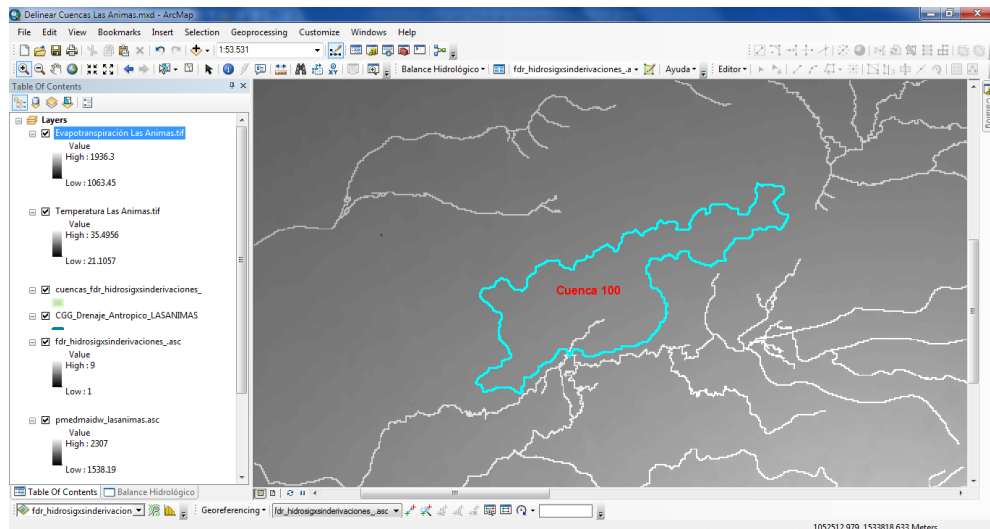 Delinear Cuencas Las Animas.mxd - ArcMap
File Edit View Bookmarks Insert Selection Geoprocessing Customize Windows Help
1:53.531
Balance Hidrológico fdr_hidrosigxsinderivaciones_.a Ayuda Editor
Table Of Contents
Catalog
Layers
Evapotranspiración Las Animas.tif
Value
High : 1936.3
Low : 1063.45
Temperatura Las Animas.tif
Value
High : 35.4956
Low : 21.1057
cuencas_fdr_hidrosigxsinderivaciones_
CGG_Drenaje_Antropico_LASANIMAS
fdr_hidrosigxsinderivaciones_.asc
Value
High : 9
Low : 1
pmedmaidw_lasanimas.asc
Value
High : 2307
Low : 1538.19
Cuenca 100
Table Of Contents Balance Hidrológico
fdr_hidrosigxsinderivacion Georeferencing fdr_hidrosigxsinderivaciones_.asc
1052512,979 1533818,633 Meters